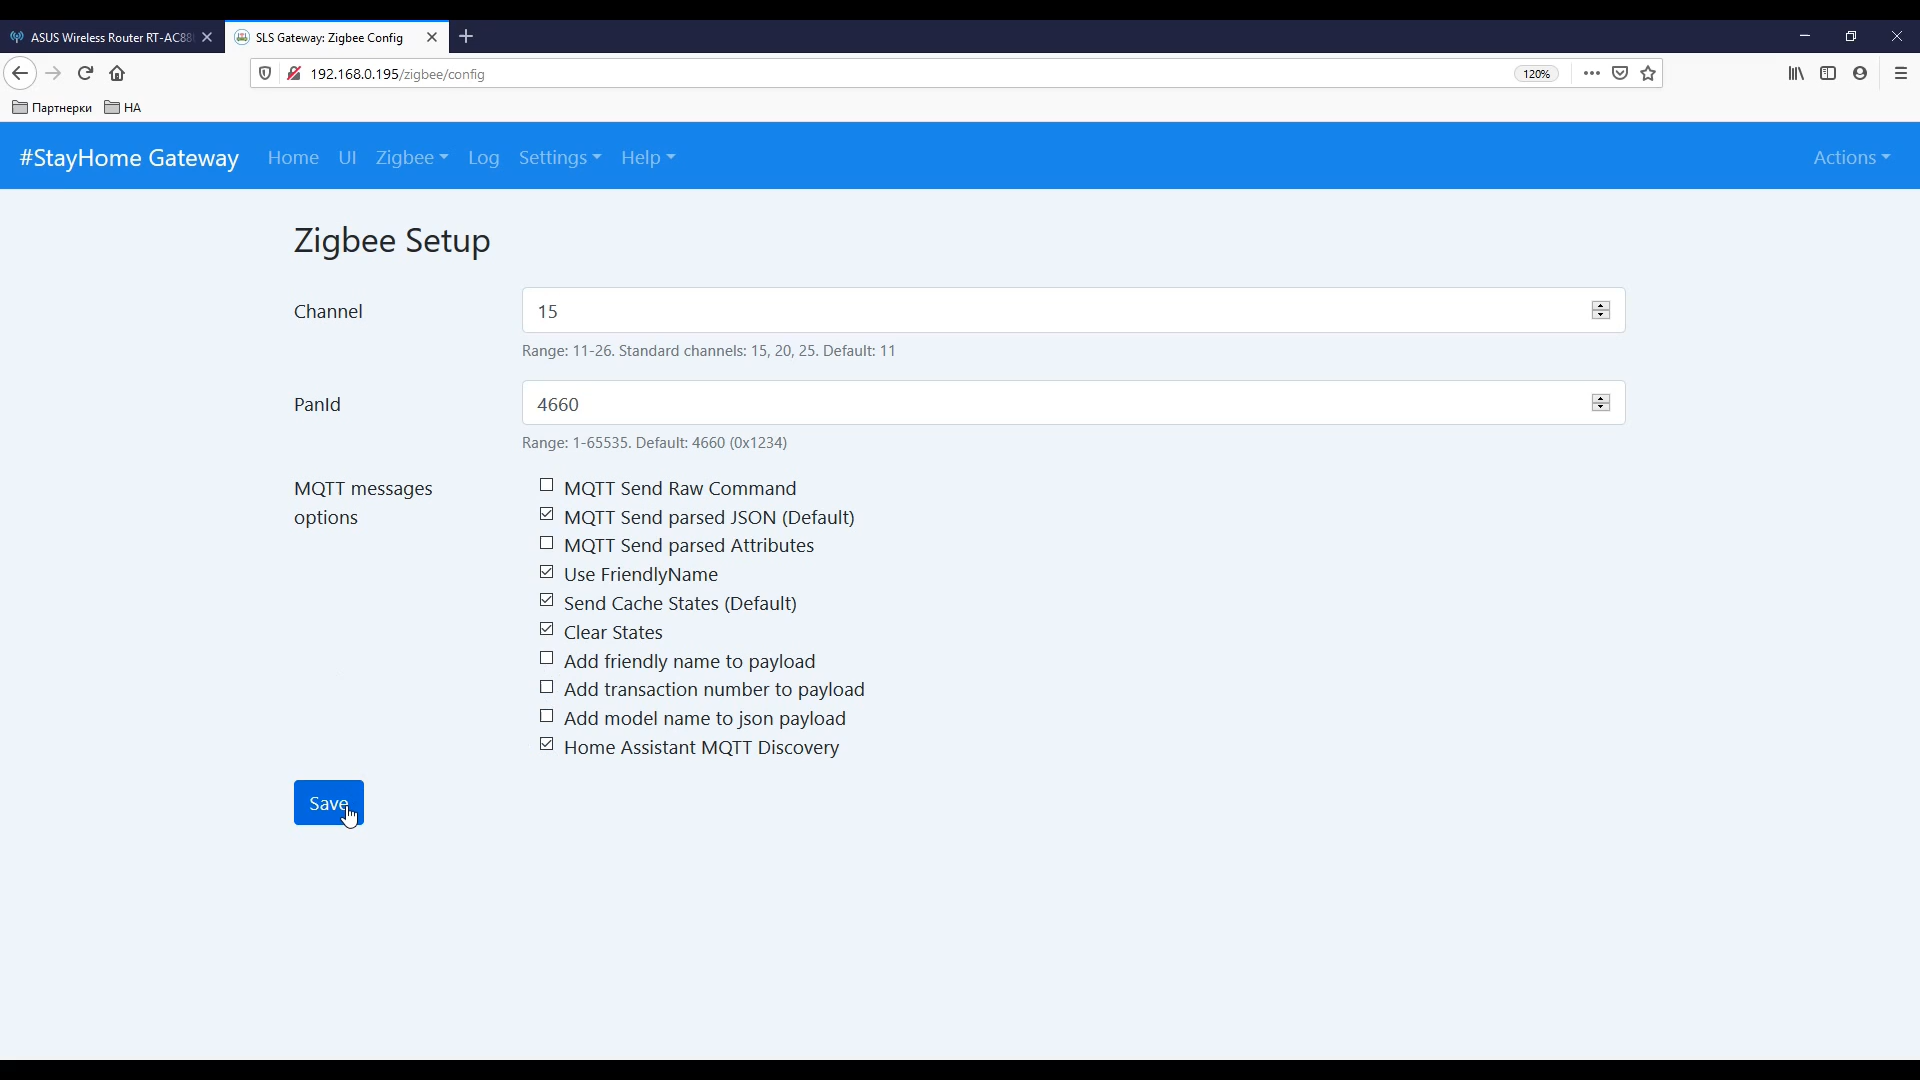 ASUS Wireless Router RT-AC88
SLS Gateway: Zigbee Config
192.168.0.195/zigbee/config
120%
Партнерки
HA
#StayHome Gateway
Home
UI
Zigbee
Log
Settings
Help
Actions
Zigbee Setup
Channel
15
Range: 11-26. Standard channels: 15, 20, 25. Default: 11
PanId
4660
Range: 1-65535. Default: 4660 (0x1234)
MQTT messages
options
MQTT Send Raw Command
MQTT Send parsed JSON (Default)
MQTT Send parsed Attributes
Use FriendlyName
Send Cache States (Default)
Clear States
Add friendly name to payload
Add transaction number to payload
Add model name to json payload
Home Assistant MQTT Discovery
Save